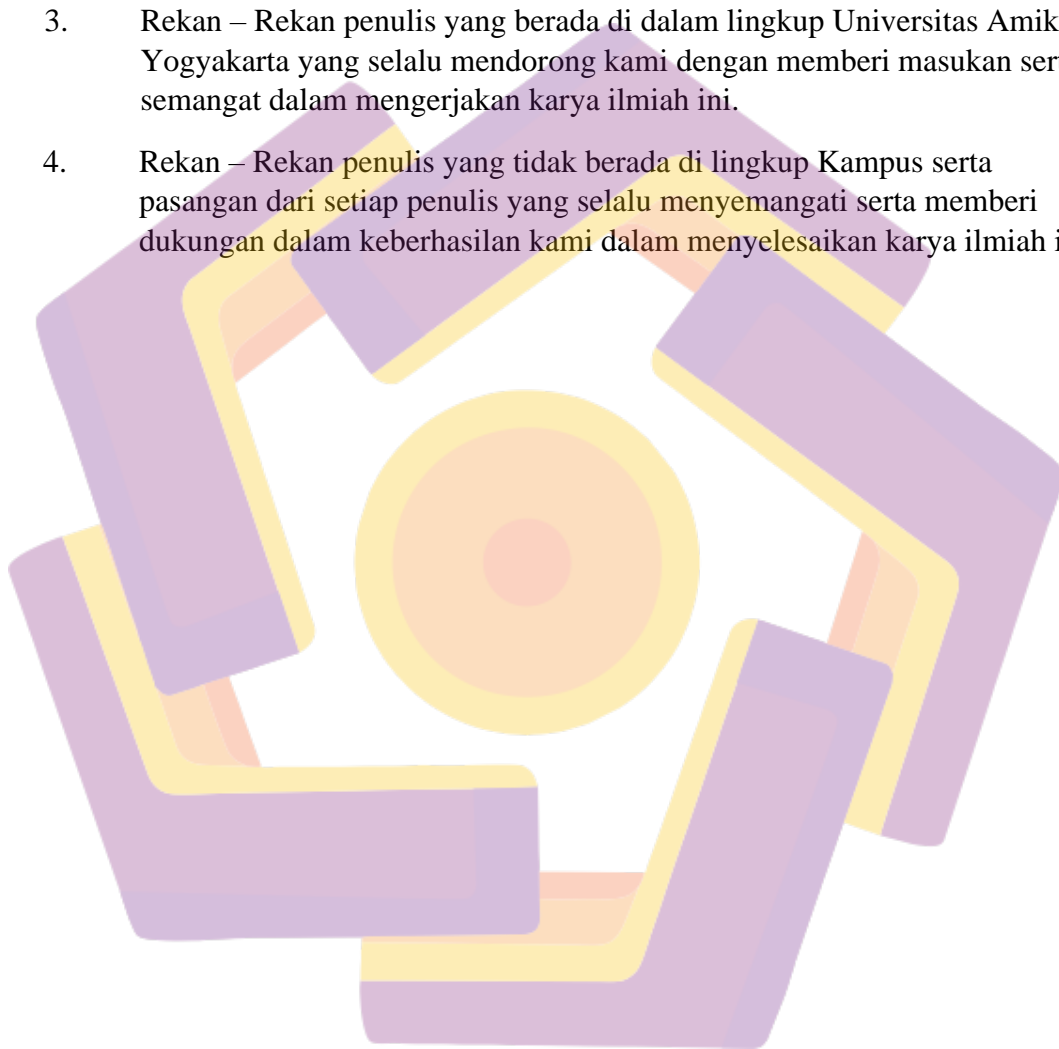 3. Rekan – Rekan penulis yang berada di dalam lingkup Universitas Amik
Yogyakarta yang selalu mendorong kami dengan memberi masukan ser
semangat dalam mengerjakan karya ilmiah ini.
4. Rekan – Rekan penulis yang tidak berada di lingkup Kampus serta
pasangan dari setiap penulis yang selalu menyemangati serta memberi
dukungan dalam keberhasilan kami dalam menyelesaikan karya ilmiah i